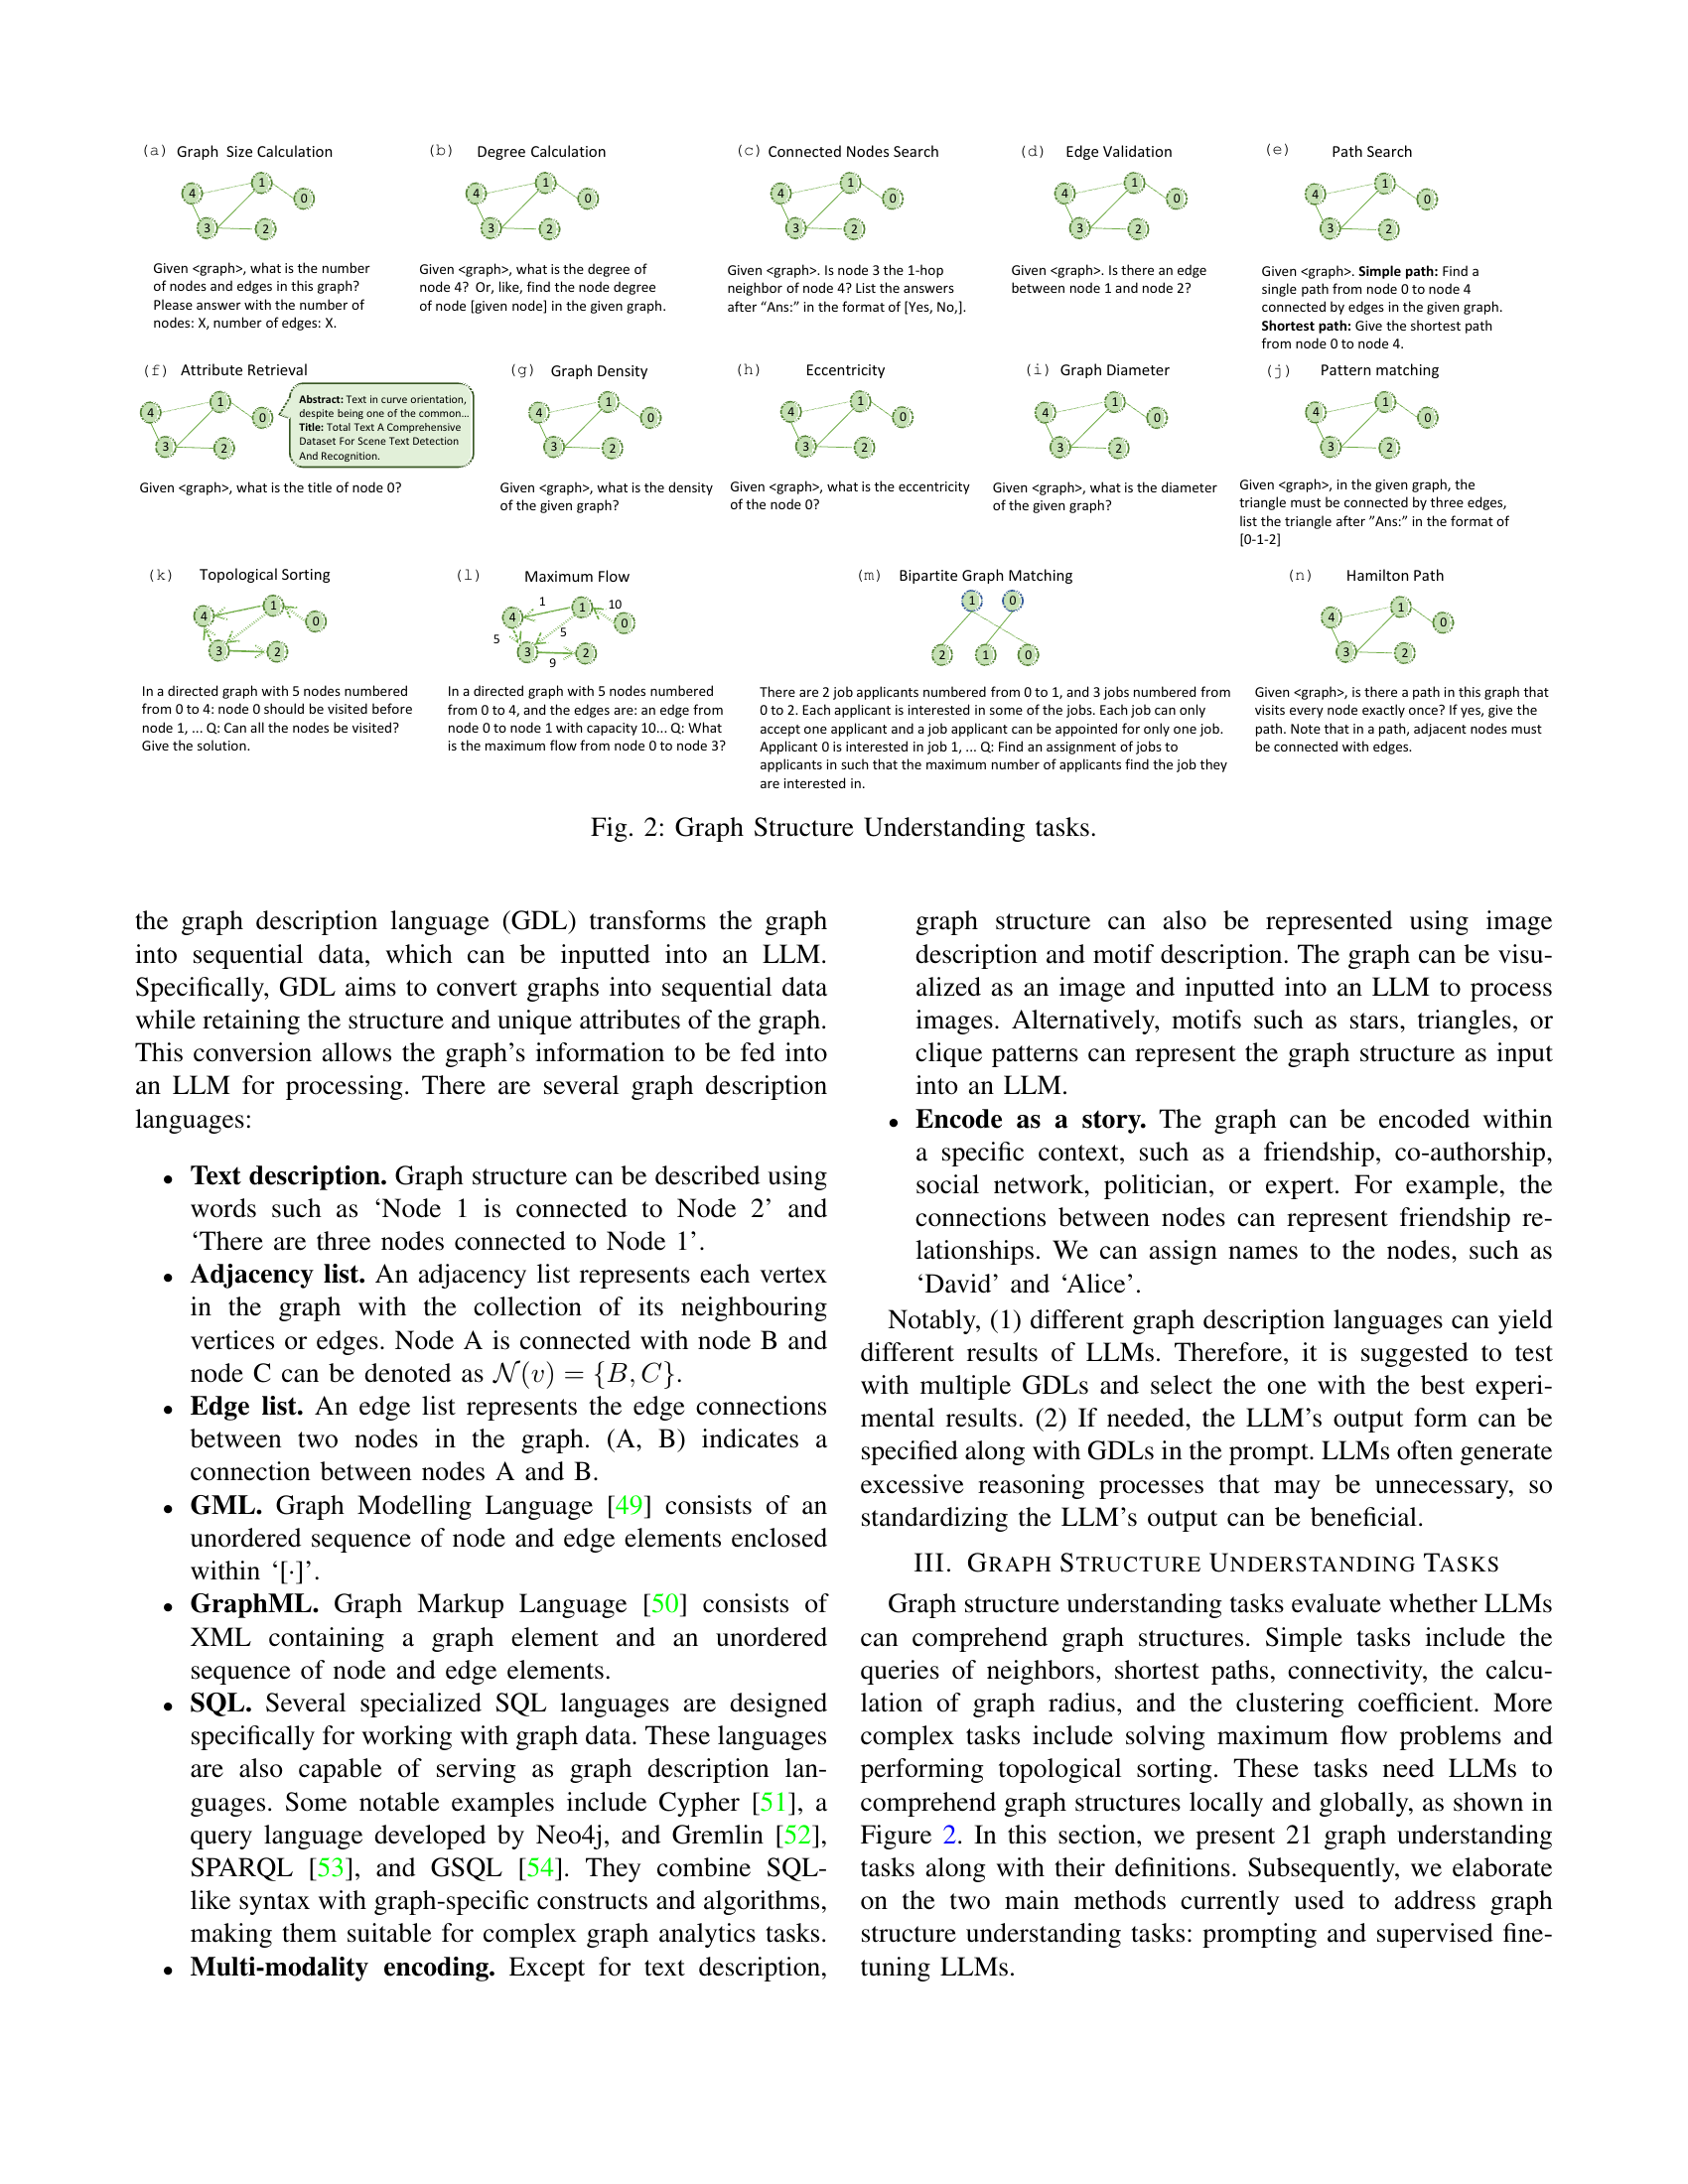 (a) Graph Size Calculation
4
1
0
3
2
Given <graph>, what is the number
of nodes and edges in this graph?
Please answer with the number of
nodes: X, number of edges: X.
(b) Degree Calculation
4
1
0
3
2
Given <graph>, what is the degree of
node 4? Or, like, find the node degree
of node [given node] in the given graph.
(c) Connected Nodes Search
4
1
0
3
2
Given <graph>. Is node 3 the 1-hop
neighbor of node 4? List the answers
after “Ans:” in the format of [Yes, No,].
(d) Edge Validation
4
1
0
3
2
Given <graph>. Is there an edge
between node 1 and node 2?
(e) Path Search
4
1
0
3
2
Given <graph>. Simple path: Find a
single path from node 0 to node 4
connected by edges in the given graph.
Shortest path: Give the shortest path
from node 0 to node 4.
(f) Attribute Retrieval
4
1
0
3
2
Abstract: Text in curve orientation,
despite being one of the common...
Title: Total Text A Comprehensive
Dataset For Scene Text Detection
And Recognition.
Given <graph>, what is the title of node 0?
(g) Graph Density
4
1
0
3
2
Given <graph>, what is the density
of the given graph?
(h) Eccentricity
4
1
0
3
2
Given <graph>, what is the eccentricity
of the node 0?
(i) Graph Diameter
4
1
0
3
2
Given <graph>, what is the diameter
of the given graph?
(j) Pattern matching
4
1
0
3
2
Given <graph>, in the given graph, the
triangle must be connected by three edges,
list the triangle after ”Ans:” in the format of
[0-1-2]
(k) Topological Sorting
4
1
0
3
2
In a directed graph with 5 nodes numbered
from 0 to 4: node 0 should be visited before
node 1, ... Q: Can all the nodes be visited?
Give the solution.
(l) Maximum Flow
1
10
4
1
0
5
5
3
2
9
In a directed graph with 5 nodes numbered
from 0 to 4, and the edges are: an edge from
node 0 to node 1 with capacity 10... Q: What
is the maximum flow from node 0 to node 3?
(m) Bipartite Graph Matching
1 0
2 1 0
There are 2 job applicants numbered from 0 to 1, and 3 jobs numbered from
0 to 2. Each applicant is interested in some of the jobs. Each job can only
accept one applicant and a job applicant can be appointed for only one job.
Applicant 0 is interested in job 1, ... Q: Find an assignment of jobs to
applicants in such that the maximum number of applicants find the job they
are interested in.
(n) Hamilton Path
4
1
0
3
2
Given <graph>, is there a path in this graph that
visits every node exactly once? If yes, give the
path. Note that in a path, adjacent nodes must
be connected with edges.
Fig. 2: Graph Structure Understanding tasks.
the graph description language (GDL) transforms the graph
into sequential data, which can be inputted into an LLM.
Specifically, GDL aims to convert graphs into sequential data
while retaining the structure and unique attributes of the graph.
This conversion allows the graph’s information to be fed into
an LLM for processing. There are several graph description
languages:
• Text description. Graph structure can be described using
words such as ‘Node 1 is connected to Node 2’ and
‘There are three nodes connected to Node 1’.
• Adjacency list. An adjacency list represents each vertex
in the graph with the collection of its neighbouring
vertices or edges. Node A is connected with node B and
node C can be denoted as N(v) = {B, C}.
• Edge list. An edge list represents the edge connections
between two nodes in the graph. (A, B) indicates a
connection between nodes A and B.
• GML. Graph Modelling Language [49] consists of an
unordered sequence of node and edge elements enclosed
within ‘[·]’.
• GraphML. Graph Markup Language [50] consists of
XML containing a graph element and an unordered
sequence of node and edge elements.
• SQL. Several specialized SQL languages are designed
specifically for working with graph data. These languages
are also capable of serving as graph description lan-
guages. Some notable examples include Cypher [51], a
query language developed by Neo4j, and Gremlin [52],
SPARQL [53], and GSQL [54]. They combine SQL-
like syntax with graph-specific constructs and algorithms,
making them suitable for complex graph analytics tasks.
• Multi-modality encoding. Except for text description,
graph structure can also be represented using image
description and motif description. The graph can be visu-
alized as an image and inputted into an LLM to process
images. Alternatively, motifs such as stars, triangles, or
clique patterns can represent the graph structure as input
into an LLM.
• Encode as a story. The graph can be encoded within
a specific context, such as a friendship, co-authorship,
social network, politician, or expert. For example, the
connections between nodes can represent friendship re-
lationships. We can assign names to the nodes, such as
‘David’ and ‘Alice’.
Notably, (1) different graph description languages can yield
different results of LLMs. Therefore, it is suggested to test
with multiple GDLs and select the one with the best experi-
mental results. (2) If needed, the LLM’s output form can be
specified along with GDLs in the prompt. LLMs often generate
excessive reasoning processes that may be unnecessary, so
standardizing the LLM’s output can be beneficial.
III. GRAPH STRUCTURE UNDERSTANDING TASKS
Graph structure understanding tasks evaluate whether LLMs
can comprehend graph structures. Simple tasks include the
queries of neighbors, shortest paths, connectivity, the calcu-
lation of graph radius, and the clustering coefficient. More
complex tasks include solving maximum flow problems and
performing topological sorting. These tasks need LLMs to
comprehend graph structures locally and globally, as shown in
Figure 2. In this section, we present 21 graph understanding
tasks along with their definitions. Subsequently, we elaborate
on the two main methods currently used to address graph
structure understanding tasks: prompting and supervised fine-
tuning LLMs.